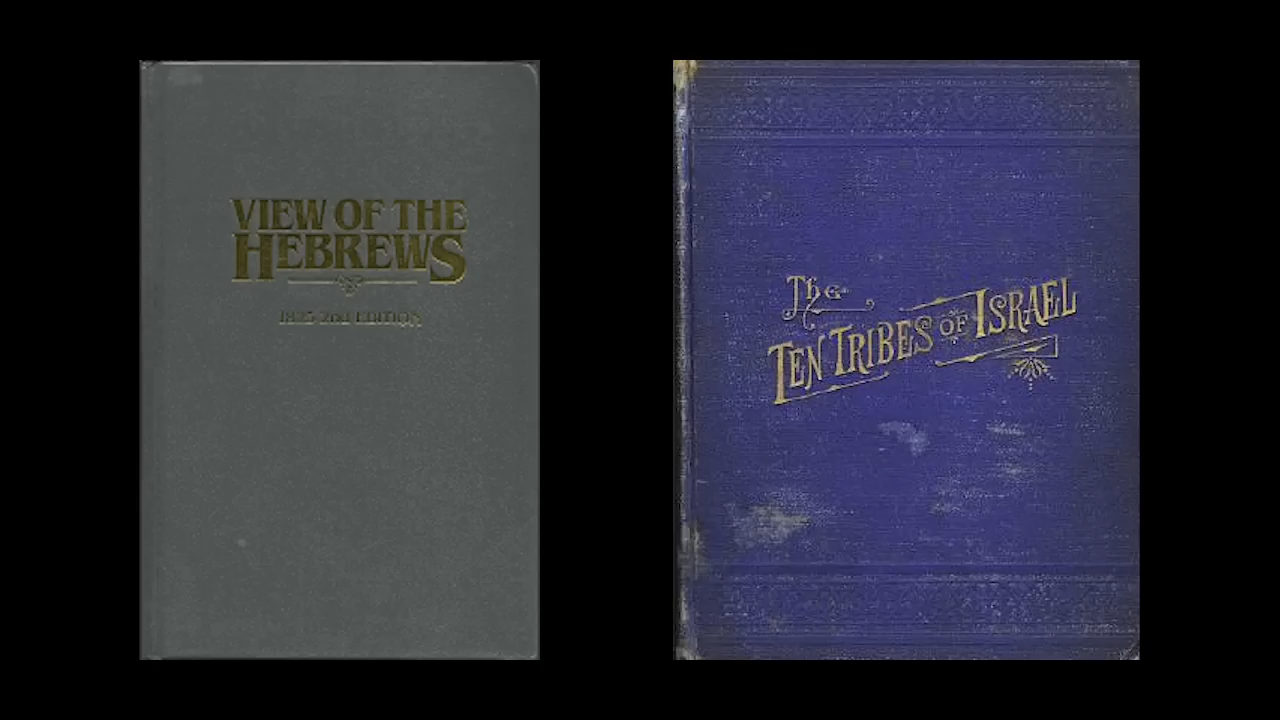 VIEW OF THE
HEBREWS
1825 2nd EDITION
The
TEN TRIBES OF ISRAEL